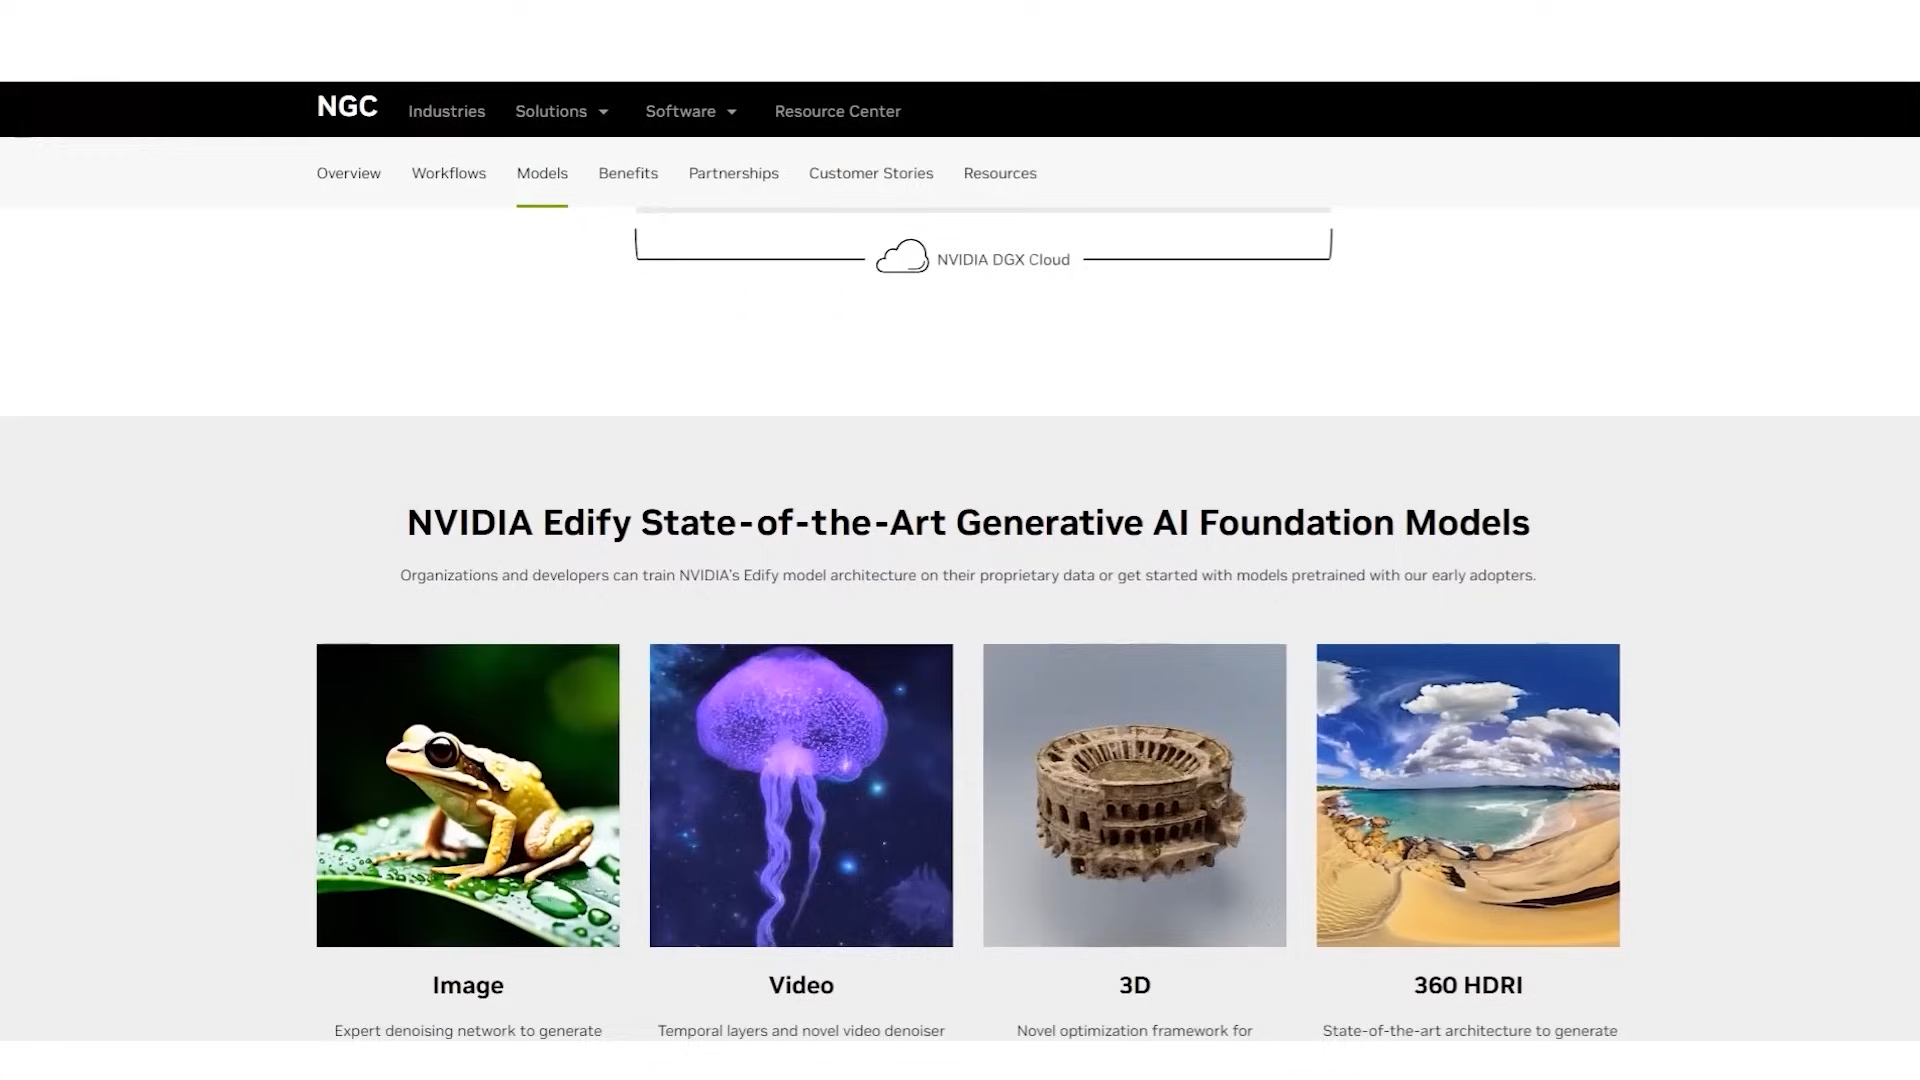 NGC Industries Solutions Software Resource Center
Overview Workflows Models Benefits Partnerships Customer Stories Resources
NVIDIA DGX Cloud
NVIDIA Edify State-of-the-Art Generative AI Foundation Models
Organizations and developers can train NVIDIA’s Edify model architecture on their proprietary data or get started with models pretrained with our early adopters.
Image
Video
3D
360 HDRI
Expert denoising network to generate
Temporal layers and novel video denoiser
Novel optimization framework for
State-of-the-art architecture to generate